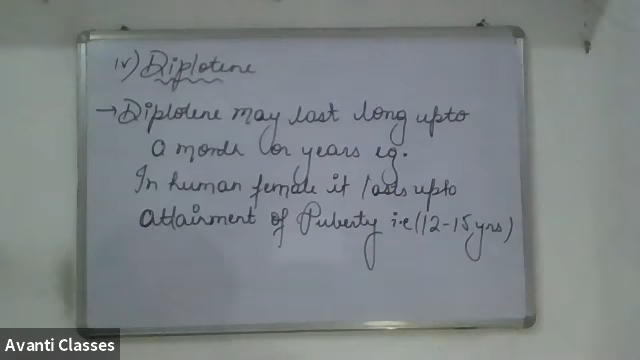 iv) Diplotene
→ Diplotene may last long upto
a month or years eg.
In human female it lasts upto
attainment of Puberty i.e (12-15 yrs)
Avanti Classes